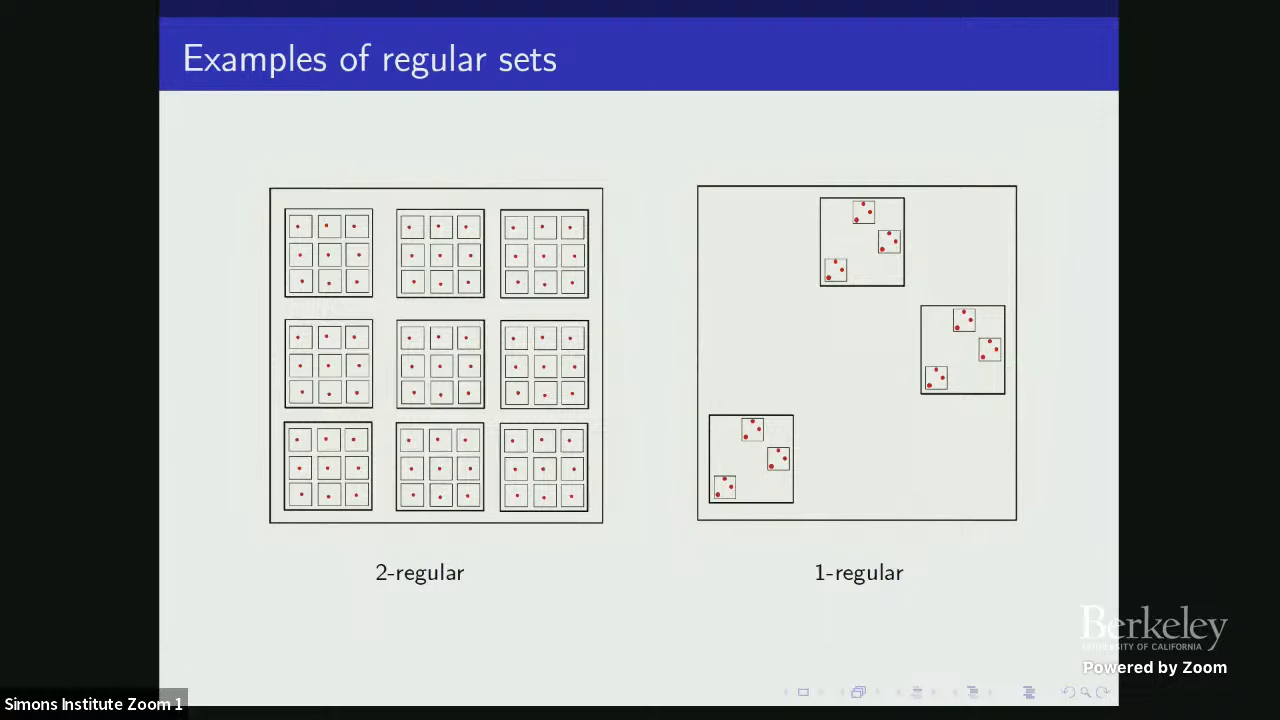 Examples of regular sets
2-regular
1-regular
Berkeley
UNIVERSITY OF CALIFORNIA
Powered by Zoom
Simons Institute Zoom 1